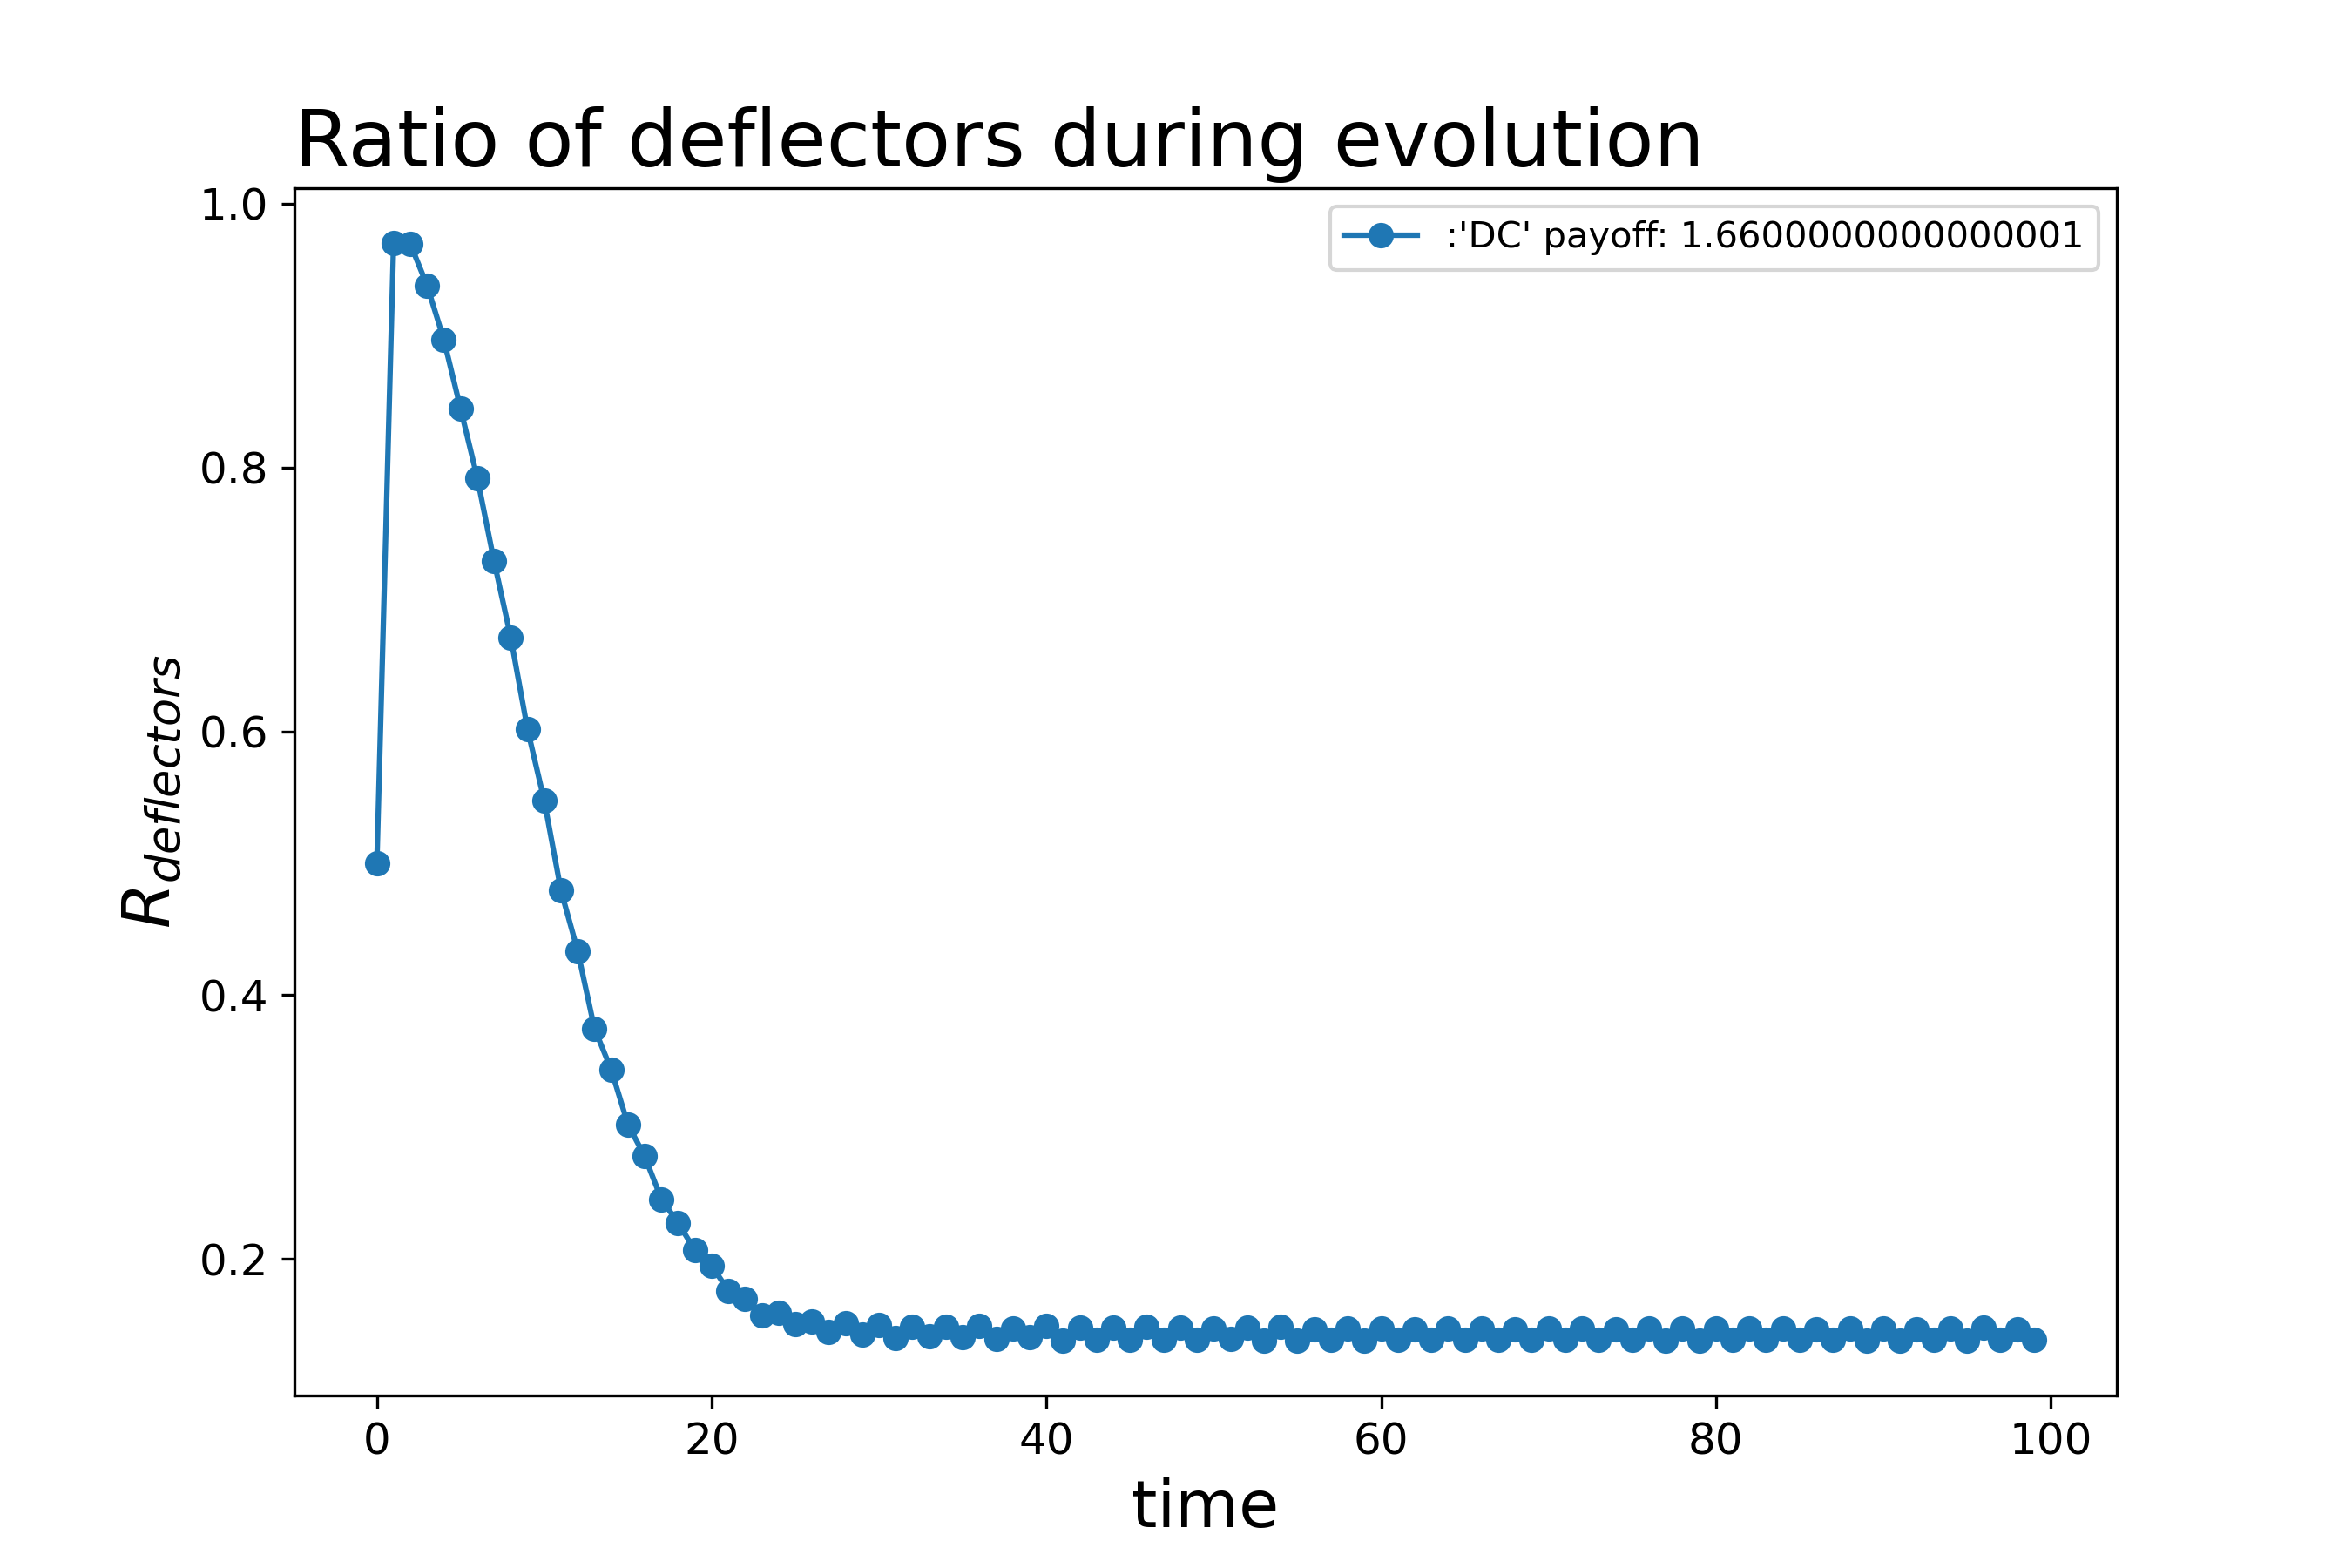 Ratio of deflectors during evolution
:'DC' payoff: 1.6600000000000001
1.0
0.8
0.6
0.4
0.2
R_deflectors
0 20 40 60 80 100
time